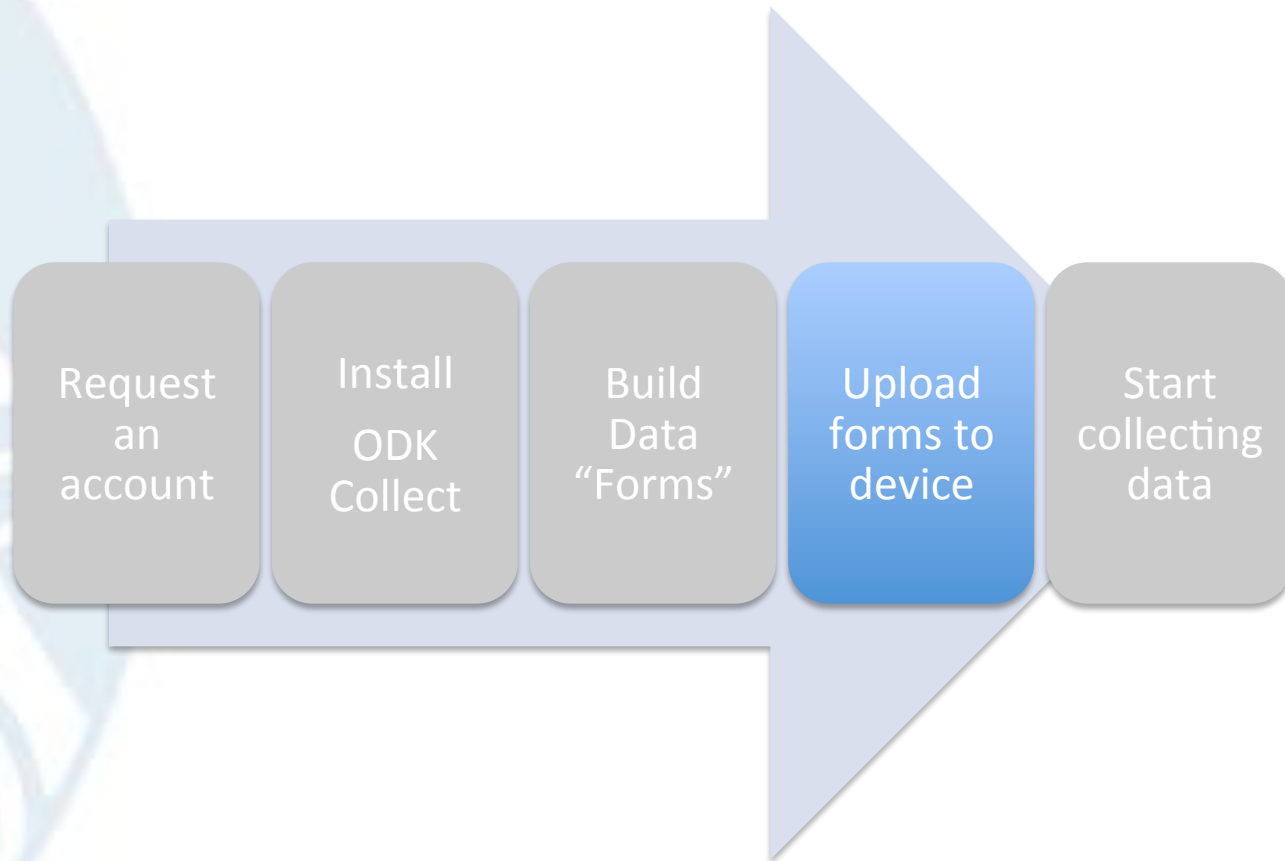 Request
an
account
Install
ODK
Collect
Build
Data
“Forms”
Upload
forms to
device
Start
collecting
data